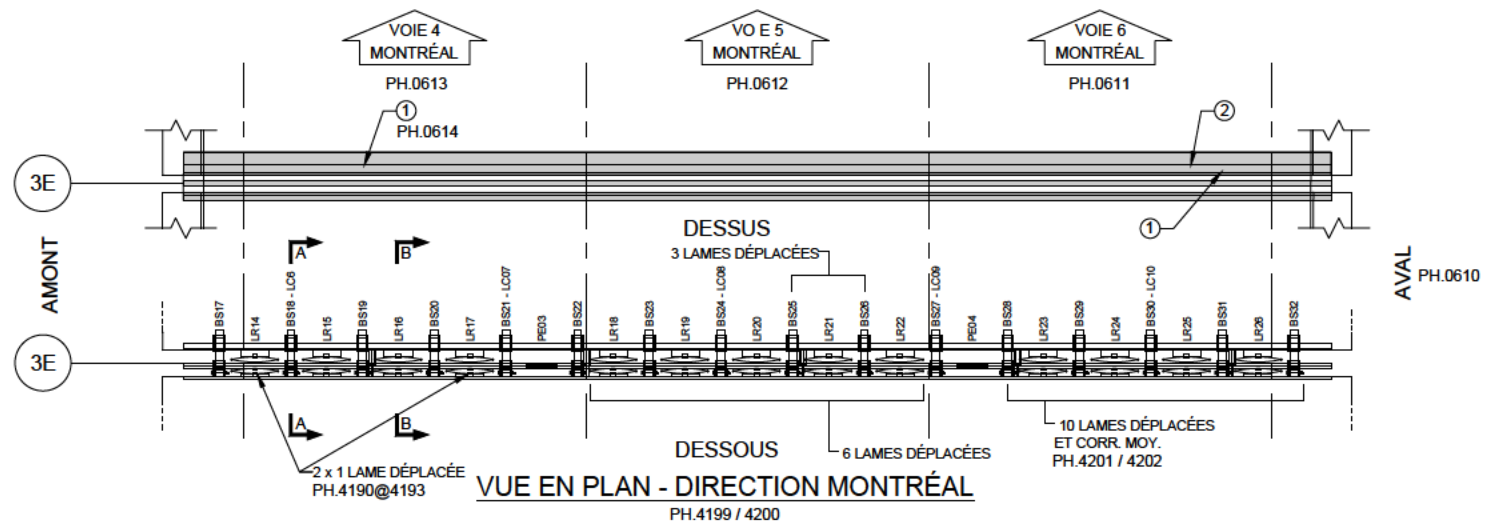 VOIE 4
MONTRÉAL
PH.0613
VO E 5
MONTRÉAL
PH.0612
VOIE 6
MONTRÉAL
PH.0611
1
PH.0614
2
3E
1
AMONT
DESSUS
3 LAMES DÉPLACÉES
A
B
AVAL
PH.0610
BS17
LR14
BS18 - LC6
LR15
BS19
LR16
BS20
LR17
BS21 - LC07
PE03
BS22
LR18
BS23
LR19
BS24 - LC08
LR20
BS25
LR21
BS26
LR22
BS27 - LC09
PE04
BS28
LR23
BS29
LR24
BS30 - LC10
LR25
BS31
LR26
BS32
3E
A
B
2 x 1 LAME DÉPLACÉE
PH.4190@4193
DESSOUS
6 LAMES DÉPLACÉES
10 LAMES DÉPLACÉES
ET CORR. MOY.
PH.4201 / 4202
VUE EN PLAN - DIRECTION MONTRÉAL
PH.4199 / 4200